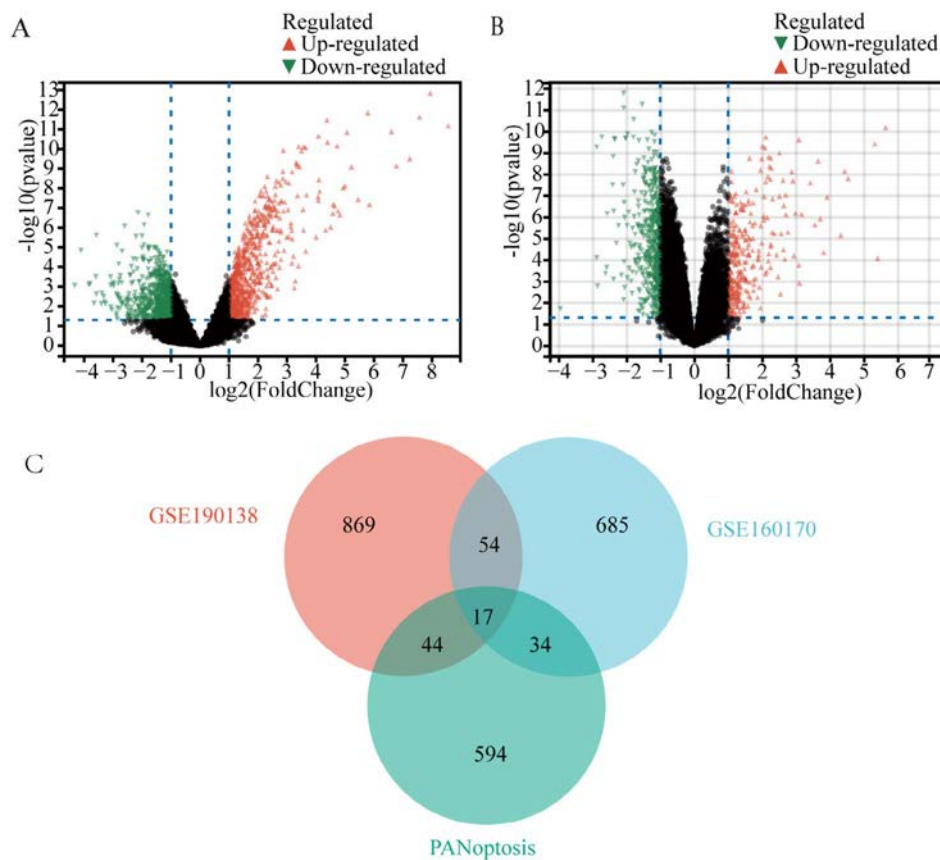 A
Regulated
Up-regulated
Down-regulated
13
12
11
10
9
8
7
6
5
4
3
2
1
0
-log10(pvalue)
−4 −3 −2 −1 0 1 2 3 4 5 6 7 8
log2(FoldChange)
B
Regulated
Down-regulated
Up-regulated
12
11
10
9
8
7
6
5
4
3
2
1
0
-log10(pvalue)
−4 −3 −2 −1 0 1 2 3 4 5 6 7
log2(FoldChange)
C
GSE190138
869
54
685
GSE160170
17
44
34
594
PANoptosis